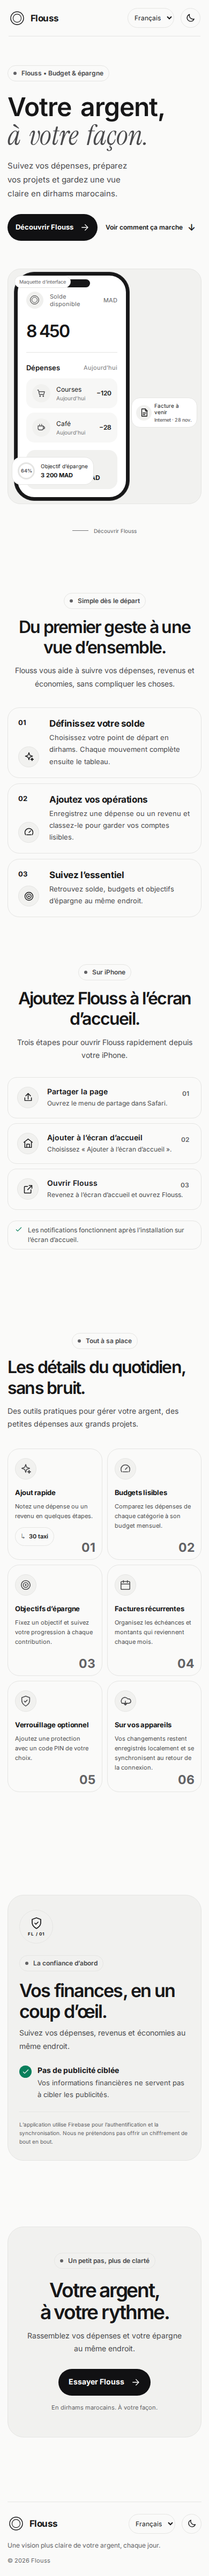 Flouss
Français
Flouss • Budget & épargne
Votre argent,
à votre façon.
Suivez vos dépenses, préparez
vos projets et gardez une vue
claire en dirhams marocains.
Découvrir Flouss
Voir comment ça marche
Maquette d'interface
Solde
disponible
MAD
8 450
Dépenses
Aujourd'hui
Courses
Aujourd'hui
−120
Café
Aujourd'hui
−28
Facture à
venir
Internet · 28 nov.
64%
Objectif d'épargne
3 200 MAD
Découvrir Flouss
Simple dès le départ
Du premier geste à une
vue d'ensemble.
Flouss vous aide à suivre vos dépenses, revenus et
économies, sans compliquer les choses.
01
Définissez votre solde
Choisissez votre point de départ en
dirhams. Chaque mouvement complète
ensuite le tableau.
02
Ajoutez vos opérations
Enregistrez une dépense ou un revenu et
classez-le pour garder vos comptes
lisibles.
03
Suivez l'essentiel
Retrouvez solde, budgets et objectifs
d'épargne au même endroit.
Sur iPhone
Ajoutez Flouss à l'écran
d'accueil.
Trois étapes pour ouvrir Flouss rapidement depuis
votre iPhone.
Partager la page
01
Ouvrez le menu de partage dans Safari.
Ajouter à l'écran d'accueil
02
Choisissez « Ajouter à l'écran d'accueil ».
Ouvrir Flouss
03
Revenez à l'écran d'accueil et ouvrez Flouss.
Les notifications fonctionnent après l'installation sur
l'écran d'accueil.
Tout à sa place
Les détails du quotidien,
sans bruit.
Des outils pratiques pour gérer votre argent, des
petites dépenses aux grands projets.
Ajout rapide
Notez une dépense ou un
revenu en quelques étapes.
30 taxi
01
Budgets lisibles
Comparez les dépenses de
chaque catégorie à son
budget mensuel.
02
Objectifs d'épargne
Fixez un objectif et suivez
votre progression à chaque
contribution.
03
Factures récurrentes
Organisez les échéances et
montants qui reviennent
chaque mois.
04
Verrouillage optionnel
Ajoutez une protection
avec un code PIN de votre
choix.
05
Sur vos appareils
Vos changements restent
enregistrés localement et se
synchronisent au retour de
la connexion.
06
FL / 01
La confiance d'abord
Vos finances, en un
coup d'œil.
Suivez vos dépenses, revenus et économies au
même endroit.
Pas de publicité ciblée
Vos informations financières ne servent pas
à cibler les publicités.
L'application utilise Firebase pour l'authentification et la
synchronisation. Nous ne prétendons pas offrir un chiffrement de
bout en bout.
Un petit pas, plus de clarté
Votre argent,
à votre rythme.
Rassemblez vos dépenses et votre épargne
au même endroit.
Essayer Flouss
En dirhams marocains. À votre façon.
Flouss
Français
Une vision plus claire de votre argent, chaque jour.
© 2026 Flouss